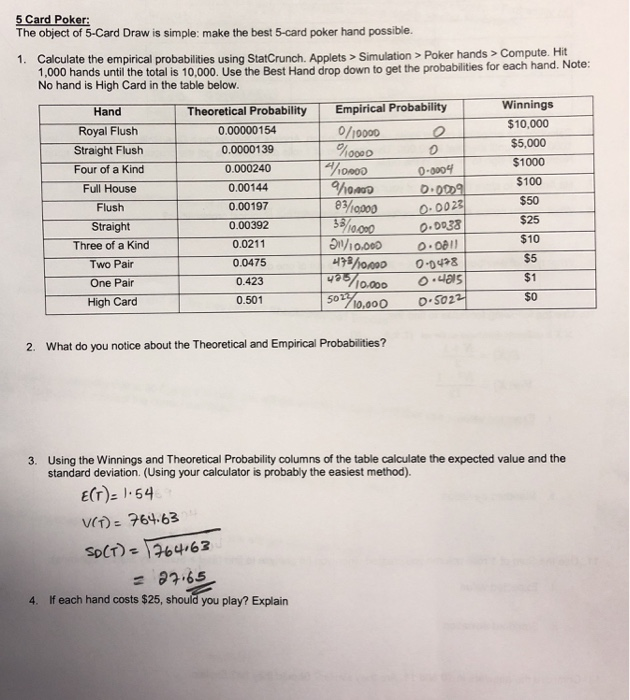 5 Card Poker:
The object of 5-Card Draw is simple: make the best 5-card poker hand possible.
1. Calculate the empirical probabilities using StatCrunch. Applets > Simulation > Poker hands > Compute. Hit
1,000 hands until the total is 10,000. Use the Best Hand drop down to get the probabilities for each hand. Note:
No hand is High Card in the table below.
Hand Theoretical Probability Empirical Probability Winnings
Royal Flush 0.00000154 0/10000 0 $10,000
Straight Flush 0.0000139 0/10000 0 $5,000
Four of a Kind 0.000240 4/10000 0.0004 $1000
Full House 0.00144 9/10000 0.0009 $100
Flush 0.00197 23/10,000 0.0023 $50
Straight 0.00392 38/10.000 0.0038 $25
Three of a Kind 0.0211 211/10,000 $10
Two Pair 0.0475 478/10,000 0.0478 $5
One Pair 0.423 $1
High Card 0.501 5022/10,000 0.5022 $0
2. What do you notice about the Theoretical and Empirical Probabilities?
3. Using the Winnings and Theoretical Probability columns of the table calculate the expected value and the
standard deviation. (Using your calculator is probably the easiest method).
E(T) = 1.54
V(T) = 764.63
SD(T) = √764.63
= 27.65
4. If each hand costs $25, should you play? Explain